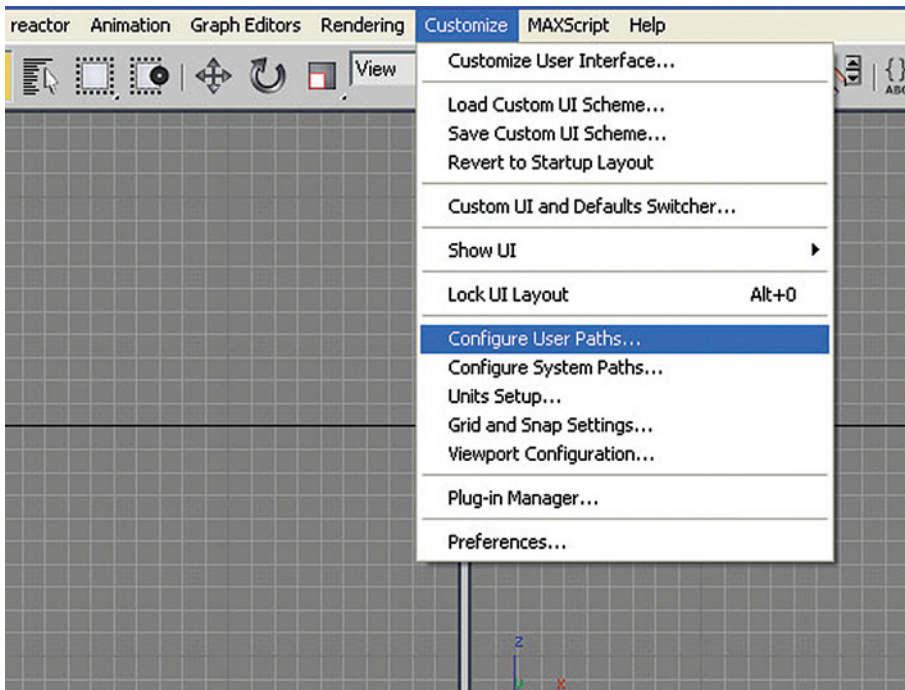 reactor Animation Graph Editors Rendering Customize MAXScript Help
View
Customize User Interface...
Load Custom UI Scheme...
Save Custom UI Scheme...
Revert to Startup Layout
Custom UI and Defaults Switcher...
Show UI
Lock UI Layout Alt+0
Configure User Paths...
Configure System Paths...
Units Setup...
Grid and Snap Settings...
Viewport Configuration...
Plug-in Manager...
Preferences...
z
x